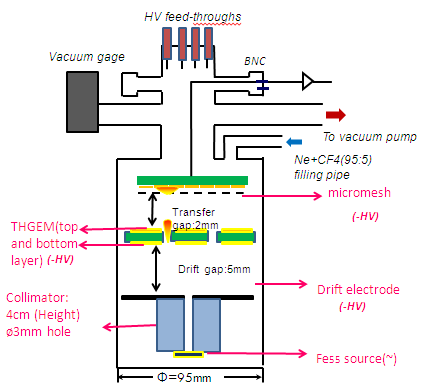 HV feed-throughs
Vacuum gage
BNC
To vacuum pump
Ne+CF4(95:5)
filling pipe
micromesh
(-HV)
Transfer
gap:2mm
THGEM(top
and bottom
layer) (-HV)
Drift gap:5mm
Drift electrode
(-HV)
Collimator:
4cm (Height)
ø3mm hole
Fess source(~)
Φ=95mm